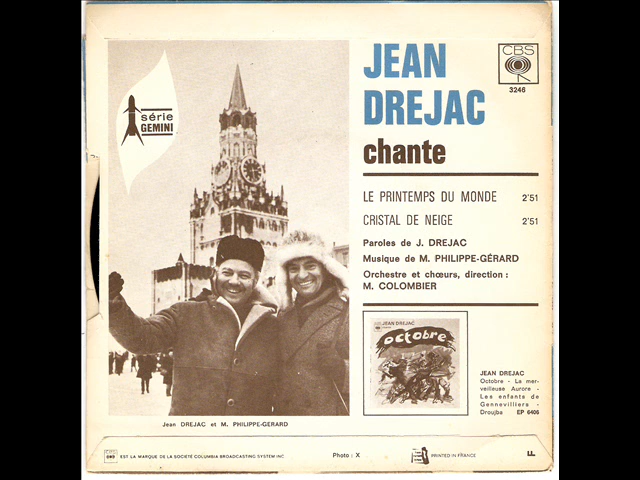 série
GEMINI
JEAN
DREJAC
chante
CBS
3246
LE PRINTEMPS DU MONDE 2'51
CRISTAL DE NEIGE 2'51
Paroles de J. DREJAC
Musique de M. PHILIPPE-GÉRARD
Orchestre et chœurs, direction :
M. COLOMBIER
JEAN DREJAC
octobre
JEAN DREJAC
Octobre - La mer-
veilleuse Aurore -
Les enfants de
Gennevilliers -
Droujba EP 6406
Jean DREJAC et M. PHILIPPE-GERARD
CBS EST LA MARQUE DE LA SOCIÉTÉ COLUMBIA BROADCASTING SYSTEM INC
Photo : X
PRINTED IN FRANCE